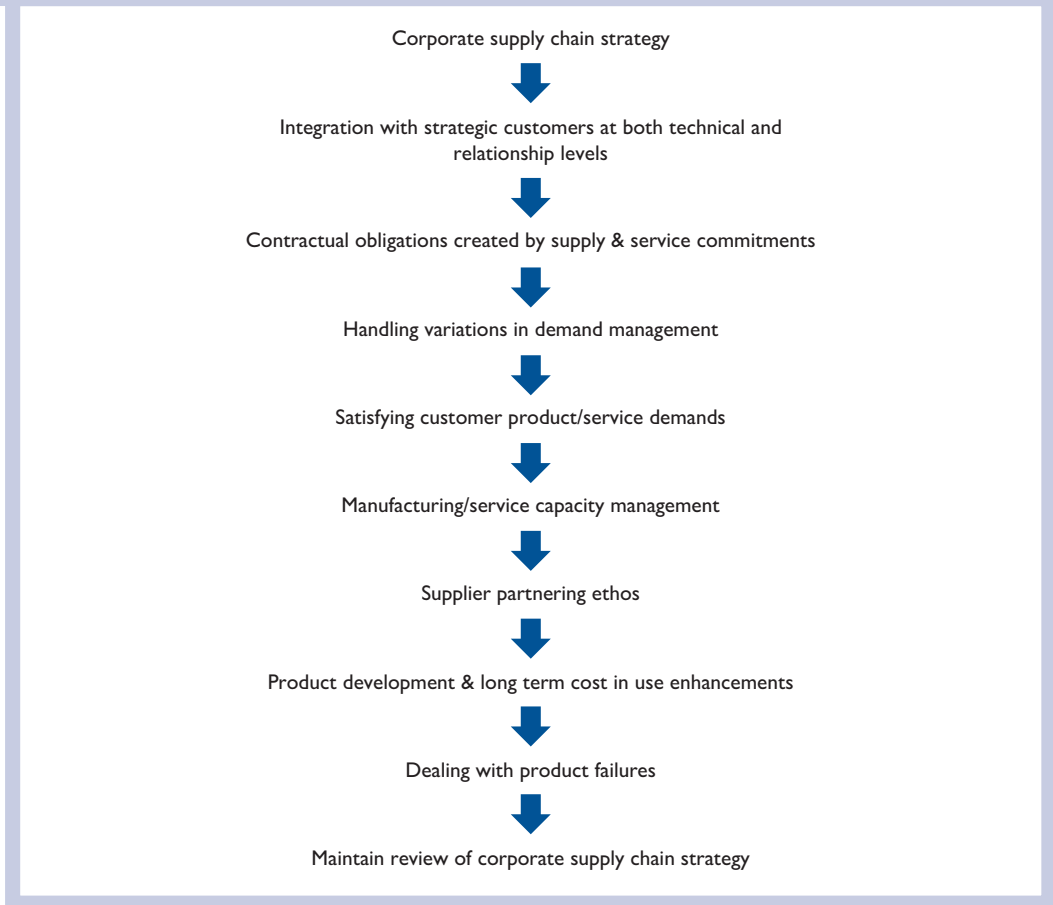 Corporate supply chain strategy
Integration with strategic customers at both technical and
relationship levels
Contractual obligations created by supply & service commitments
Handling variations in demand management
Satisfying customer product/service demands
Manufacturing/service capacity management
Supplier partnering ethos
Product development & long term cost in use enhancements
Dealing with product failures
Maintain review of corporate supply chain strategy